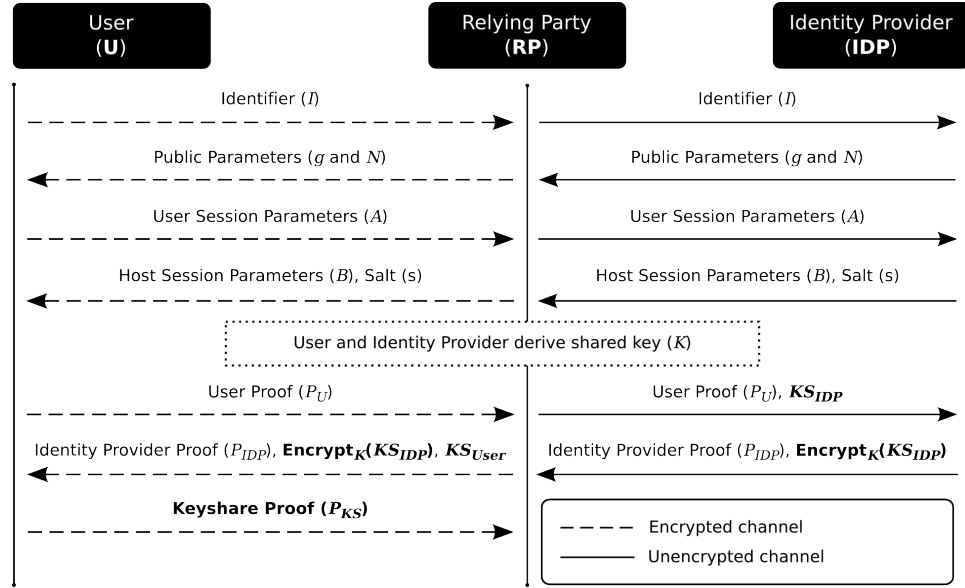 User
(U)
Relying Party
(RP)
Identity Provider
(IDP)
Identifier (I)
Identifier (I)
Public Parameters (g and N)
Public Parameters (g and N)
User Session Parameters (A)
User Session Parameters (A)
Host Session Parameters (B), Salt (s)
Host Session Parameters (B), Salt (s)
User and Identity Provider derive shared key (K)
User Proof (P_U)
User Proof (P_U), KS_IDP
Identity Provider Proof (P_IDP), Encrypt_K(KS_IDP), KS_User
Identity Provider Proof (P_IDP), Encrypt_K(KS_IDP)
Keyshare Proof (P_KS)
Encrypted channel
Unencrypted channel